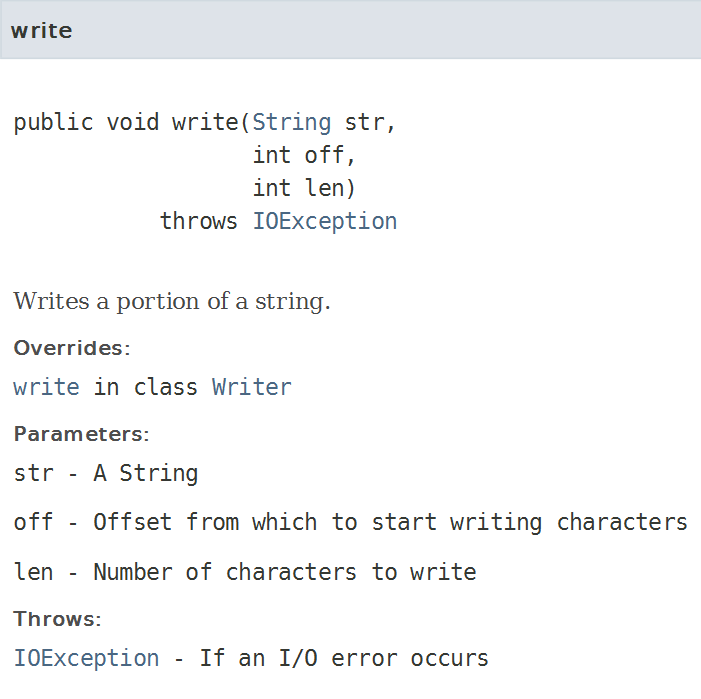 write
public void write(String str,
int off,
int len)
throws IOException
Writes a portion of a string.
Overrides:
write in class Writer
Parameters:
str - A String
off - Offset from which to start writing characters
len - Number of characters to write
Throws:
IOException - If an I/O error occurs